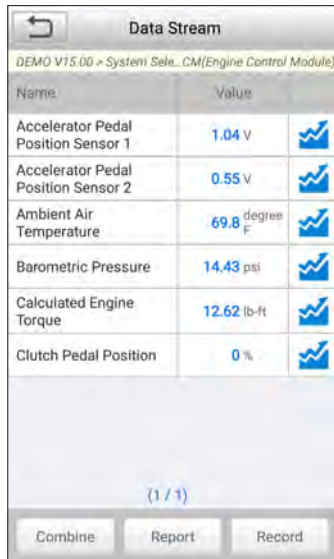 Data Stream
DEMO V15.00 > System Sele...CM(Engine Control Module)
Name Value
Accelerator Pedal
Position Sensor 1
1.04 V
Accelerator Pedal
Position Sensor 2
0.55 V
Ambient Air
Temperature
69.8 degree
F
Barometric Pressure 14.43 psi
Calculated Engine
Torque
12.62 lb-ft
Clutch Pedal Position 0 %
(1 / 1)
Combine Report Record